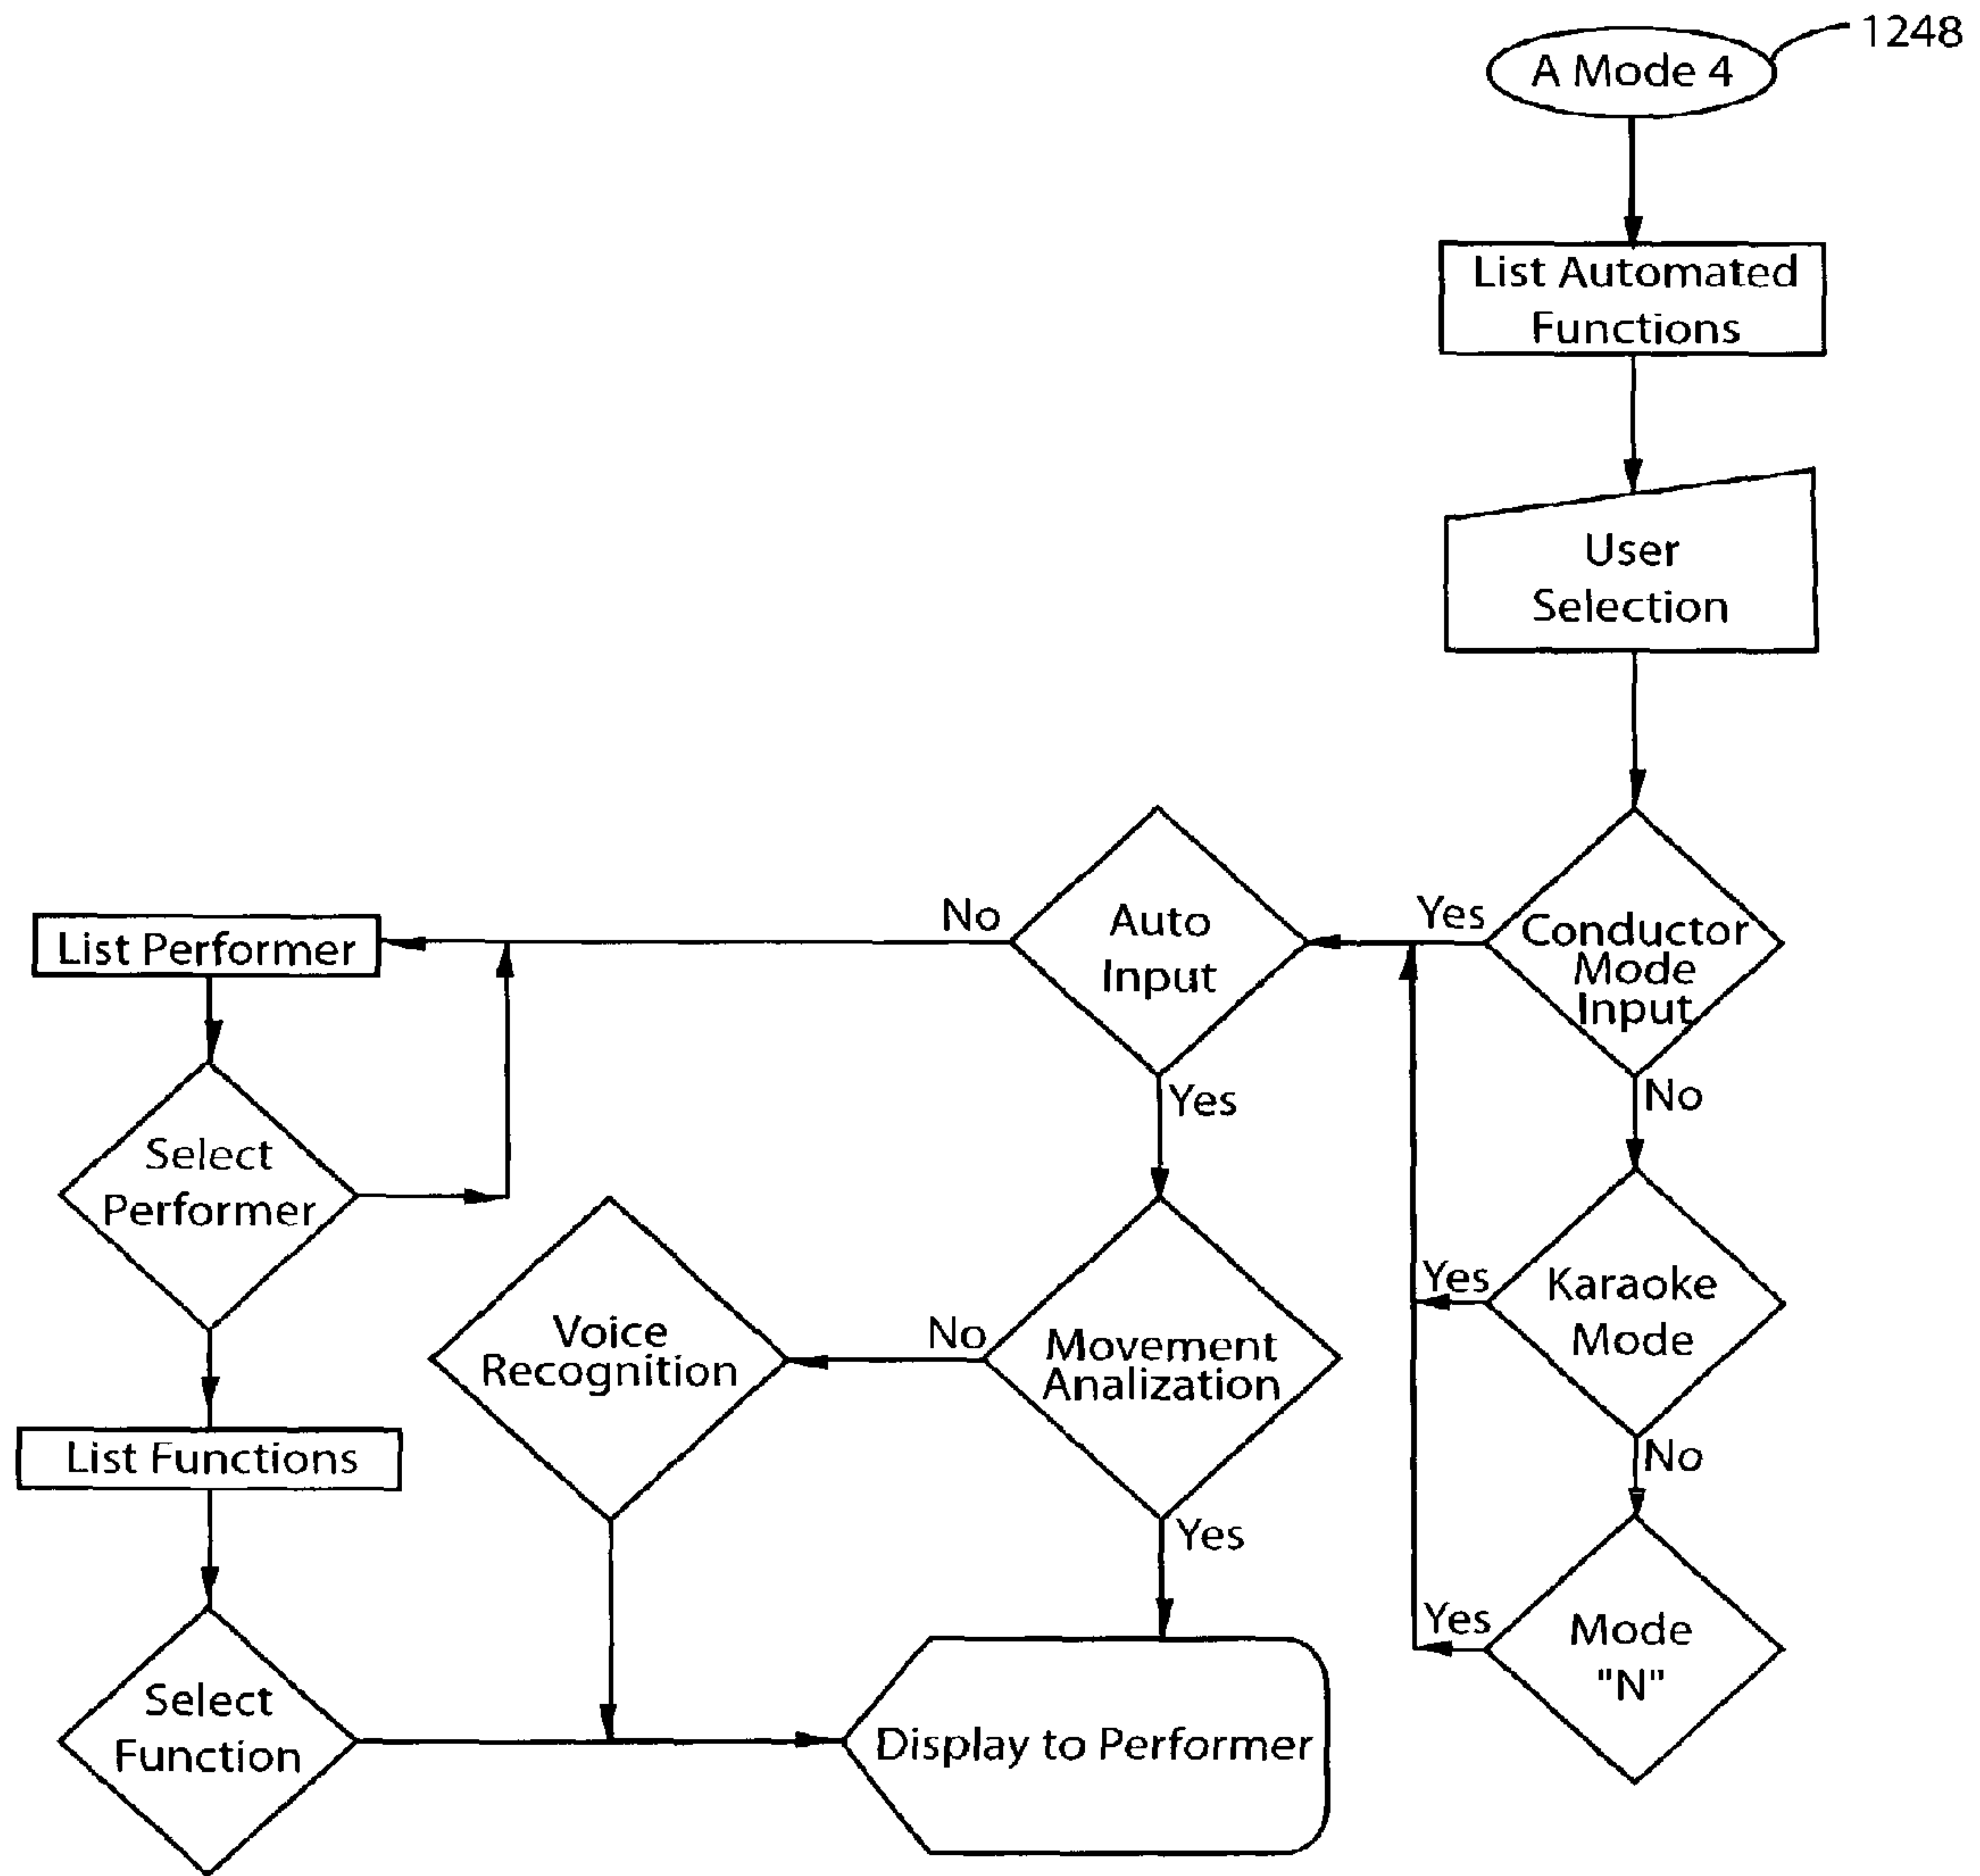 1248
A Mode 4
List Automated
Functions
User
Selection
Conductor
Mode
Input
Yes
No
Auto
Input
No
Yes
List Performer
Select
Performer
Karaoke
Mode
Yes
No
Voice
Recognition
No
Movement
Analization
Yes
List Functions
Mode
"N"
Yes
Select
Function
Display to Performer